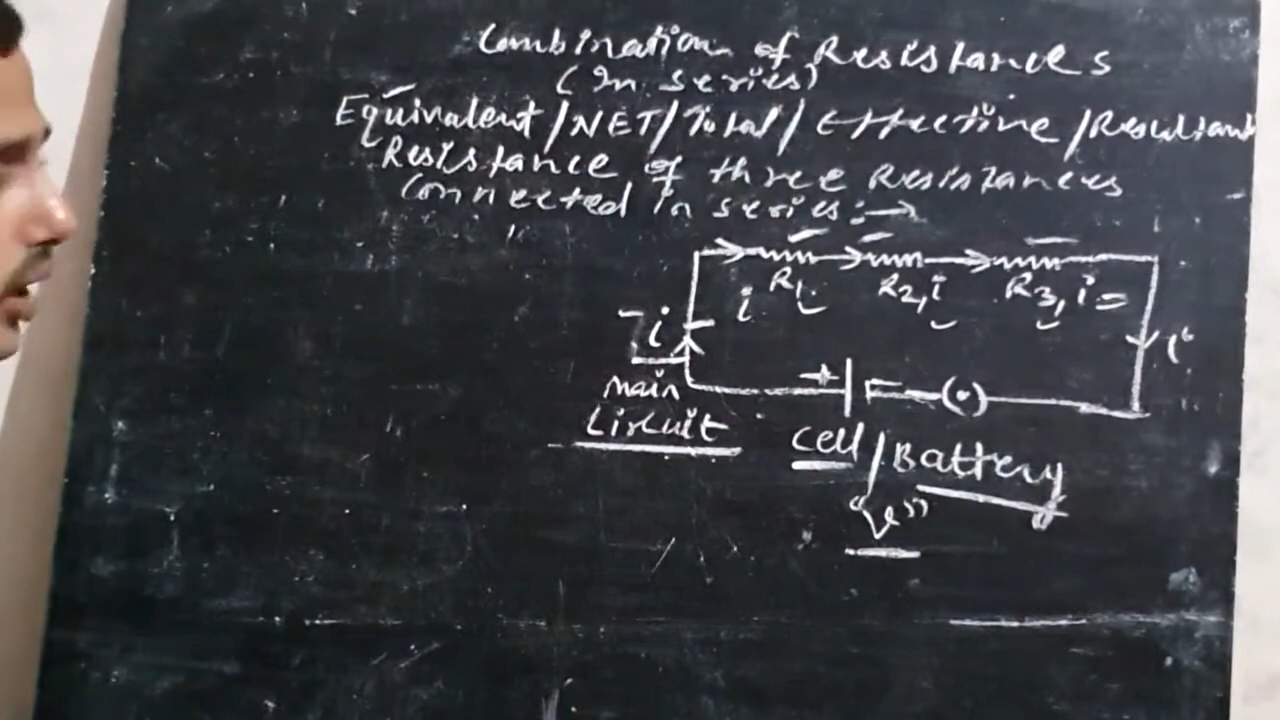 Combination of Resistances
(In series)
Equivalent/NET/Total/Effective/Resultant
Resistance of three Resistances
Connected in series:→
R1 R2, i R3, i =
i
i
i
main
Circuit
+ -
(•)
Cell/Battery
"V"